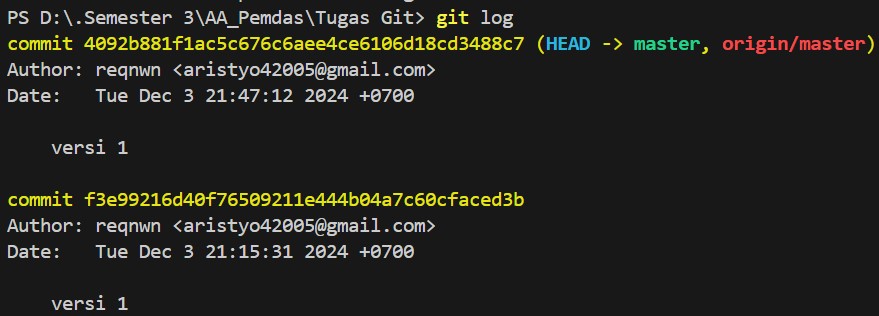 PS D:\.Semester 3\AA_Pemdas\Tugas Git> git log
commit 4092b881f1ac5c676c6aee4ce6106d18cd3488c7 (HEAD -> master, origin/master)
Author: reqnwn <aristyo42005@gmail.com>
Date:   Tue Dec 3 21:47:12 2024 +0700
versi 1
commit f3e99216d40f76509211e444b04a7c60cfaced3b
Author: reqnwn <aristyo42005@gmail.com>
Date:   Tue Dec 3 21:15:31 2024 +0700
versi 1